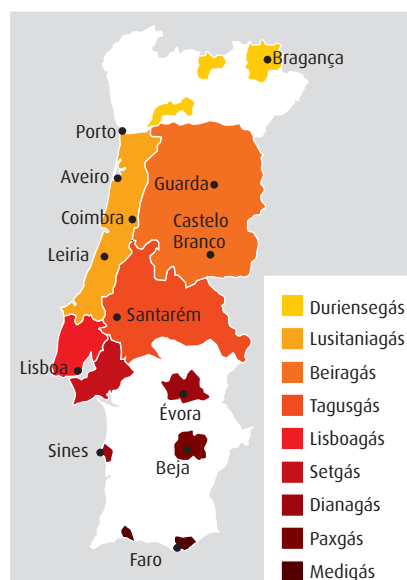 Bragança
Porto
Aveiro
Guarda
Coimbra
Castelo
Branco
Leiria
Santarém
Lisboa
Évora
Sines
Beja
Faro
Duriensegás
Lusitaniagás
Beiragás
Tagusgás
Lisboagás
Setgás
Dianagás
Paxgás
Medigás